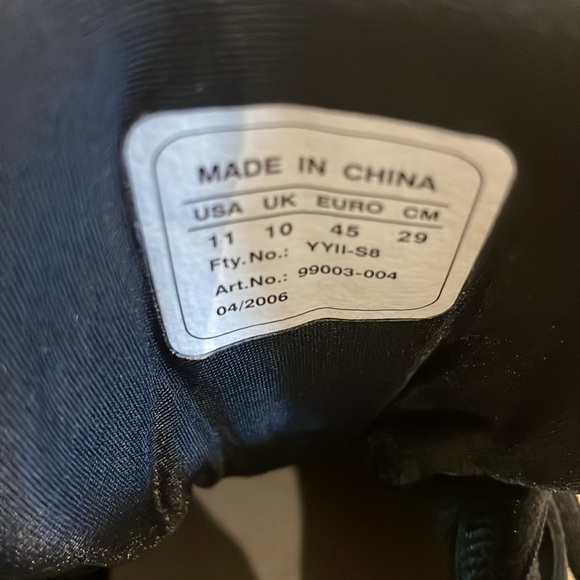 MADE IN CHINA
USA UK EURO CM
11 10 45 29
Fty.No.: YYII-S8
Art.No.: 99003-004
04/2006